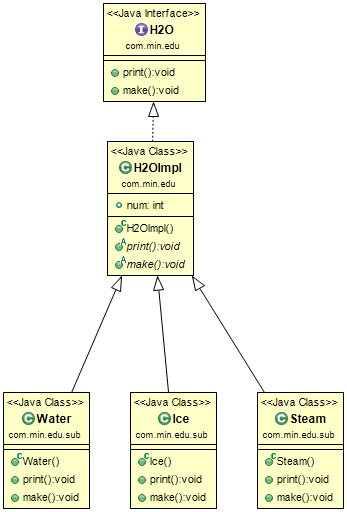 <<Java Interface>>
H2O
com.min.edu
print():void
make():void
<<Java Class>>
H2OImpl
com.min.edu
num: int
H2OImpl()
print():void
make():void
<<Java Class>>
Water
com.min.edu.sub
Water()
print():void
make():void
<<Java Class>>
Ice
com.min.edu.sub
Ice()
print():void
make():void
<<Java Class>>
Steam
com.min.edu.sub
Steam()
print():void
make():void